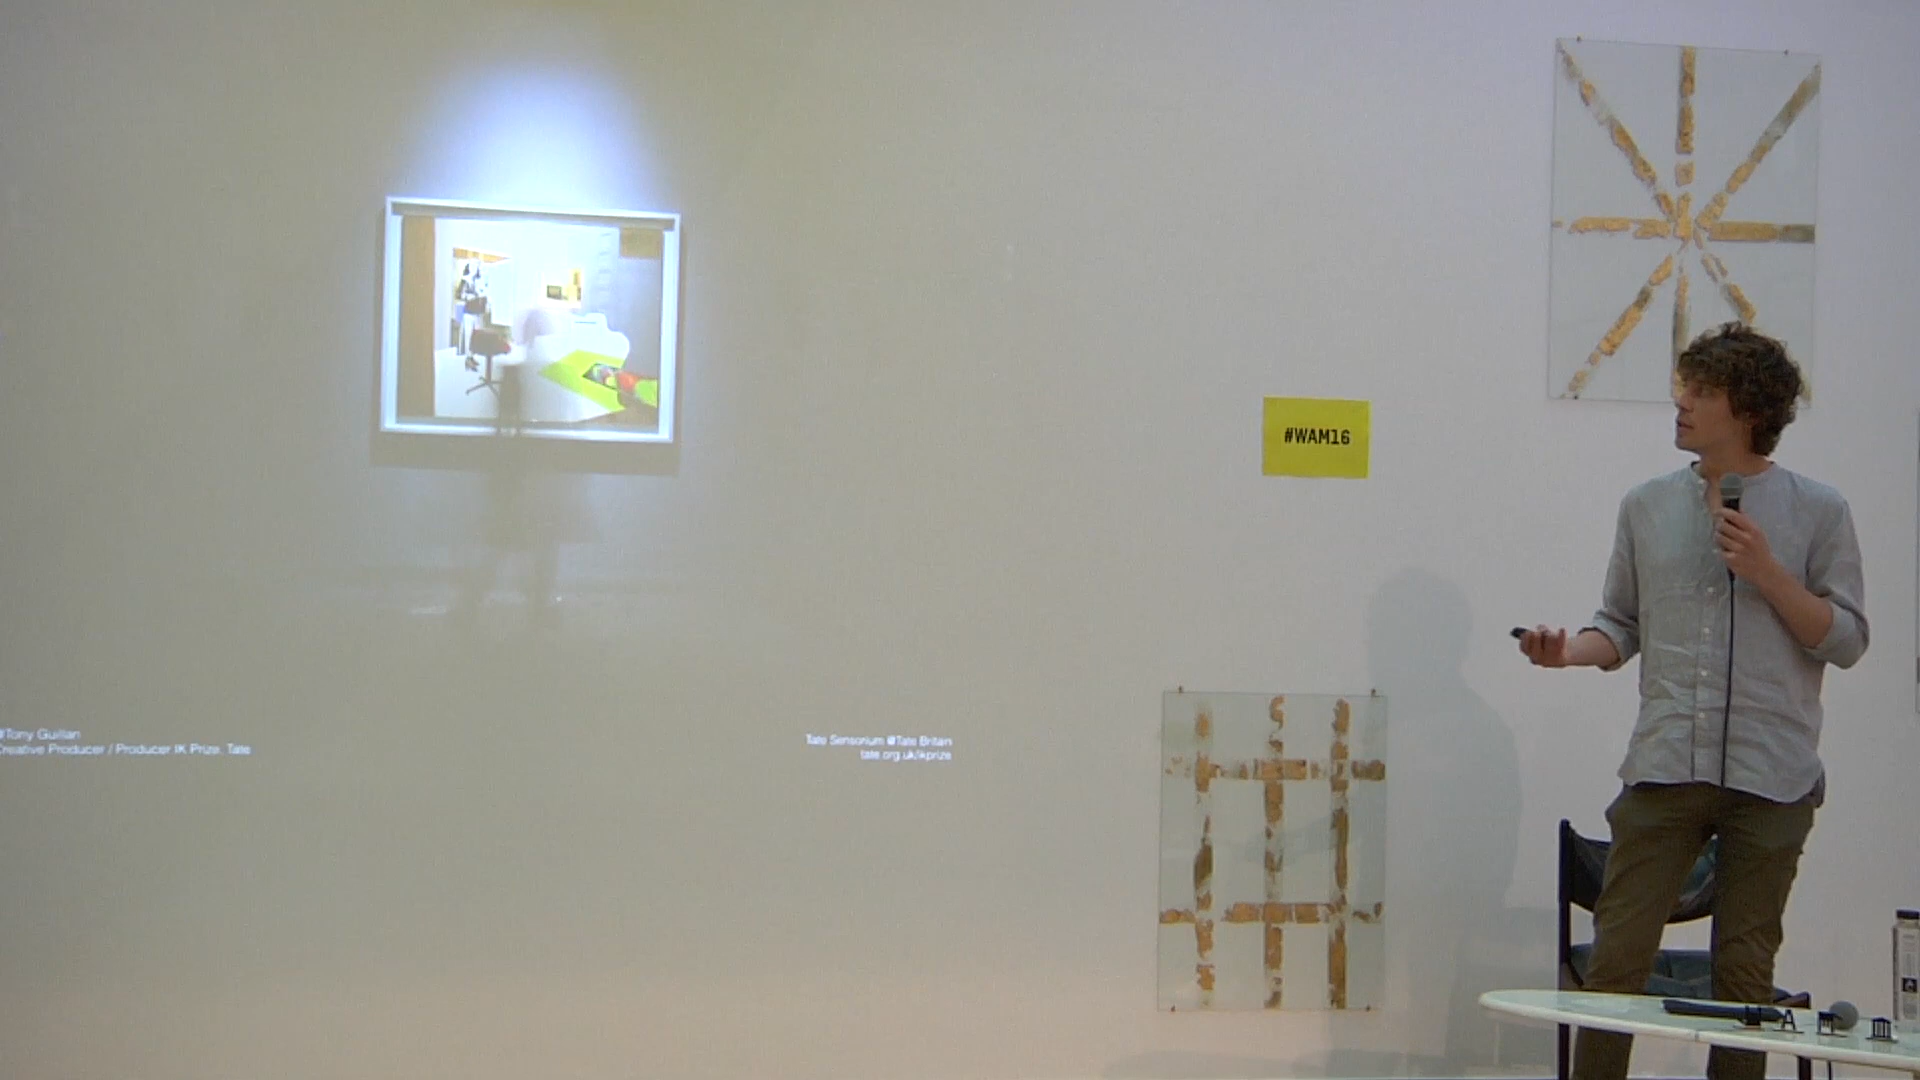 #WAM16
#Tony Guillan
Creative Producer / Producer IK Prize, Tate
Tate Sensorium @Tate Britain
tate.org.uk/ikprize